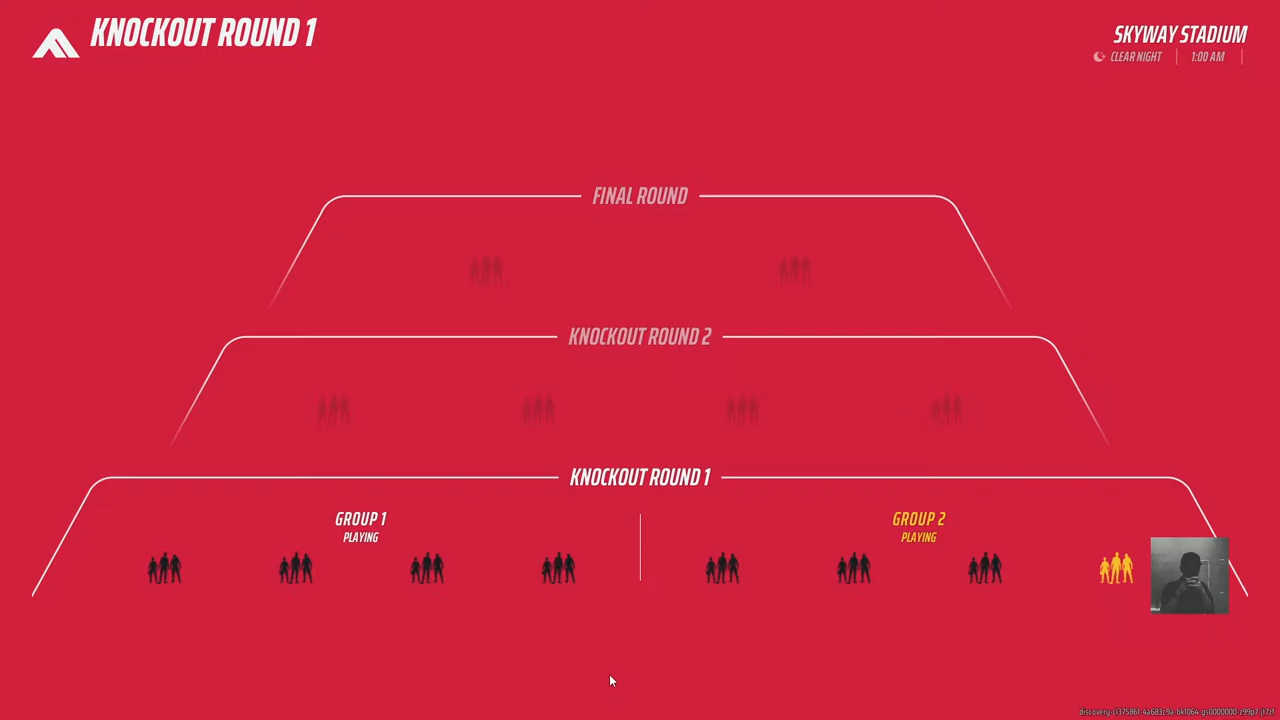 KNOCKOUT ROUND 1
SKYWAY STADIUM
CLEAR NIGHT
1:00 AM
FINAL ROUND
KNOCKOUT ROUND 2
KNOCKOUT ROUND 1
GROUP 1
PLAYING
GROUP 2
PLAYING